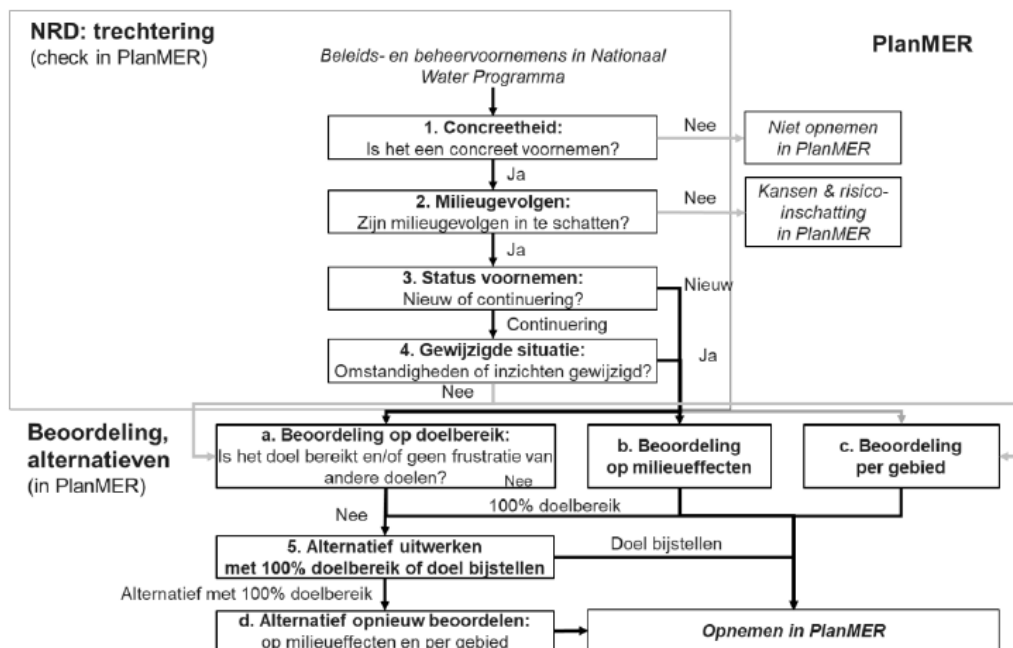 NRD: trechtering
(check in PlanMER)
PlanMER
Beleids- en beheervoornemens in Nationaal
Water Programma
1. Concreetheid:
Is het een concreet voornemen?
Nee
Niet opnemen
in PlanMER
Ja
2. Milieugevolgen:
Zijn milieugevolgen in te schatten?
Nee
Kansen & risico-
inschatting
in PlanMER
Ja
3. Status voornemen:
Nieuw of continuering?
Nieuw
Continuering
4. Gewijzigde situatie:
Omstandigheden of inzichten gewijzigd?
Ja
Nee
Beoordeling,
alternatieven
(in PlanMER)
a. Beoordeling op doelbereik:
Is het doel bereikt en/of geen frustratie van
andere doelen?
Nee
b. Beoordeling
op milieueffecten
c. Beoordeling
per gebied
100% doelbereik
Nee
5. Alternatief uitwerken
met 100% doelbereik of doel bijstellen
Doel bijstellen
Alternatief met 100% doelbereik
d. Alternatief opnieuw beoordelen:
op milieueffecten en per gebied
Opnemen in PlanMER